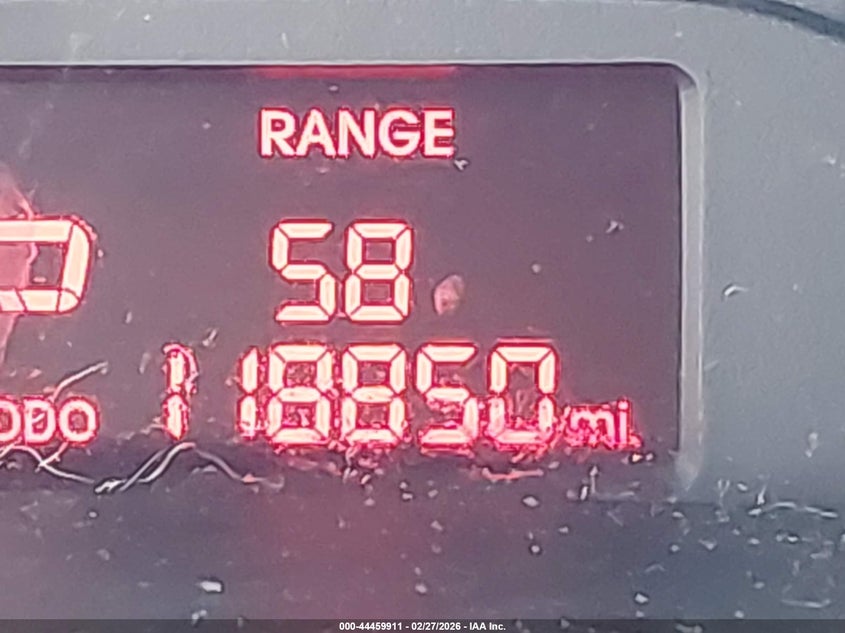 RANGE
58
ODO 118850 mi.
000-44459911 - 02/27/2026 - IAA Inc.